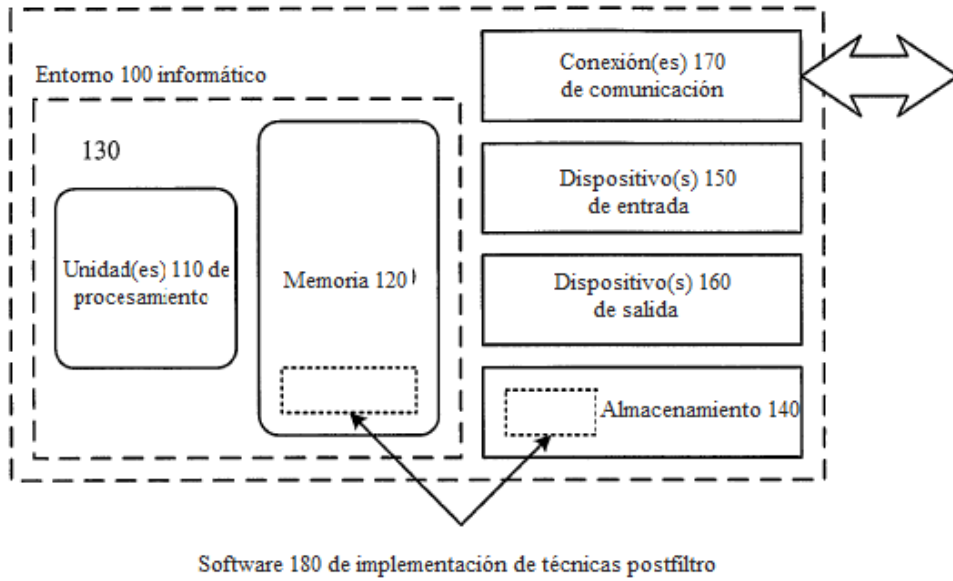 Entorno 100 informático
130
Unidad(es) 110 de
procesamiento
Memoria 120
Conexión(es) 170
de comunicación
Dispositivo(s) 150
de entrada
Dispositivo(s) 160
de salida
Almacenamiento 140
Software 180 de implementación de técnicas postfiltro